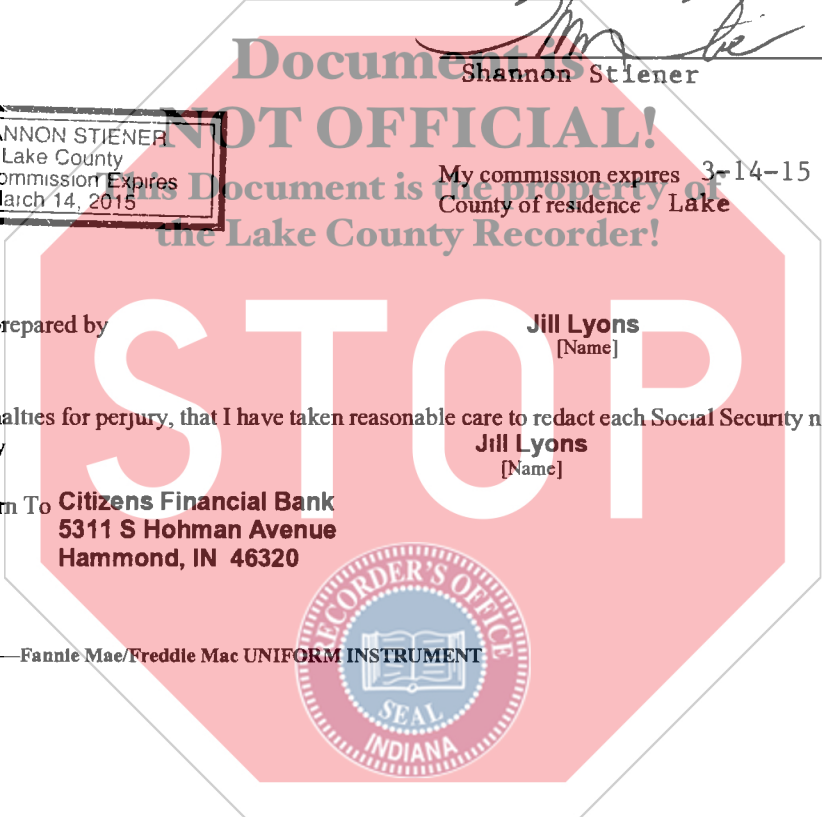 Document is
Shannon Stiener
NOT OFFICIAL!
ANNON STIENER
Lake County
ommission Expires
arch 14, 2015
My commission expires 3-14-15
This Document is the property of
County of residence Lake
the Lake County Recorder!
STOP
repared by Jill Lyons
[Name]
alties for perjury, that I have taken reasonable care to redact each Social Security n
Jill Lyons
[Name]
n To Citizens Financial Bank
5311 S Hohman Avenue
Hammond, IN 46320
RECORDER'S OFFICE
—Fannie Mae/Freddie Mac UNIFORM INSTRUMENT
SEAL
INDIANA